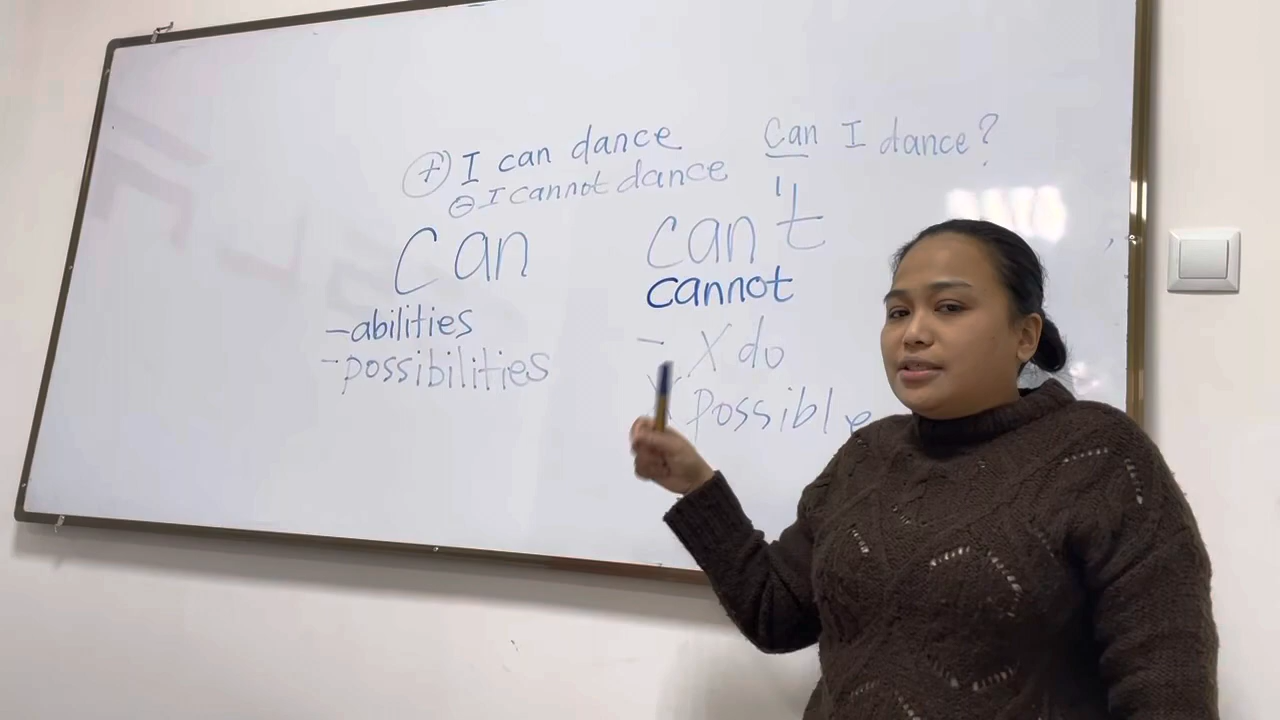 (+) I can dance
Can I dance?
(-) I cannot dance
Can
can't
cannot
- abilities
- possibilities
- X do
X possible